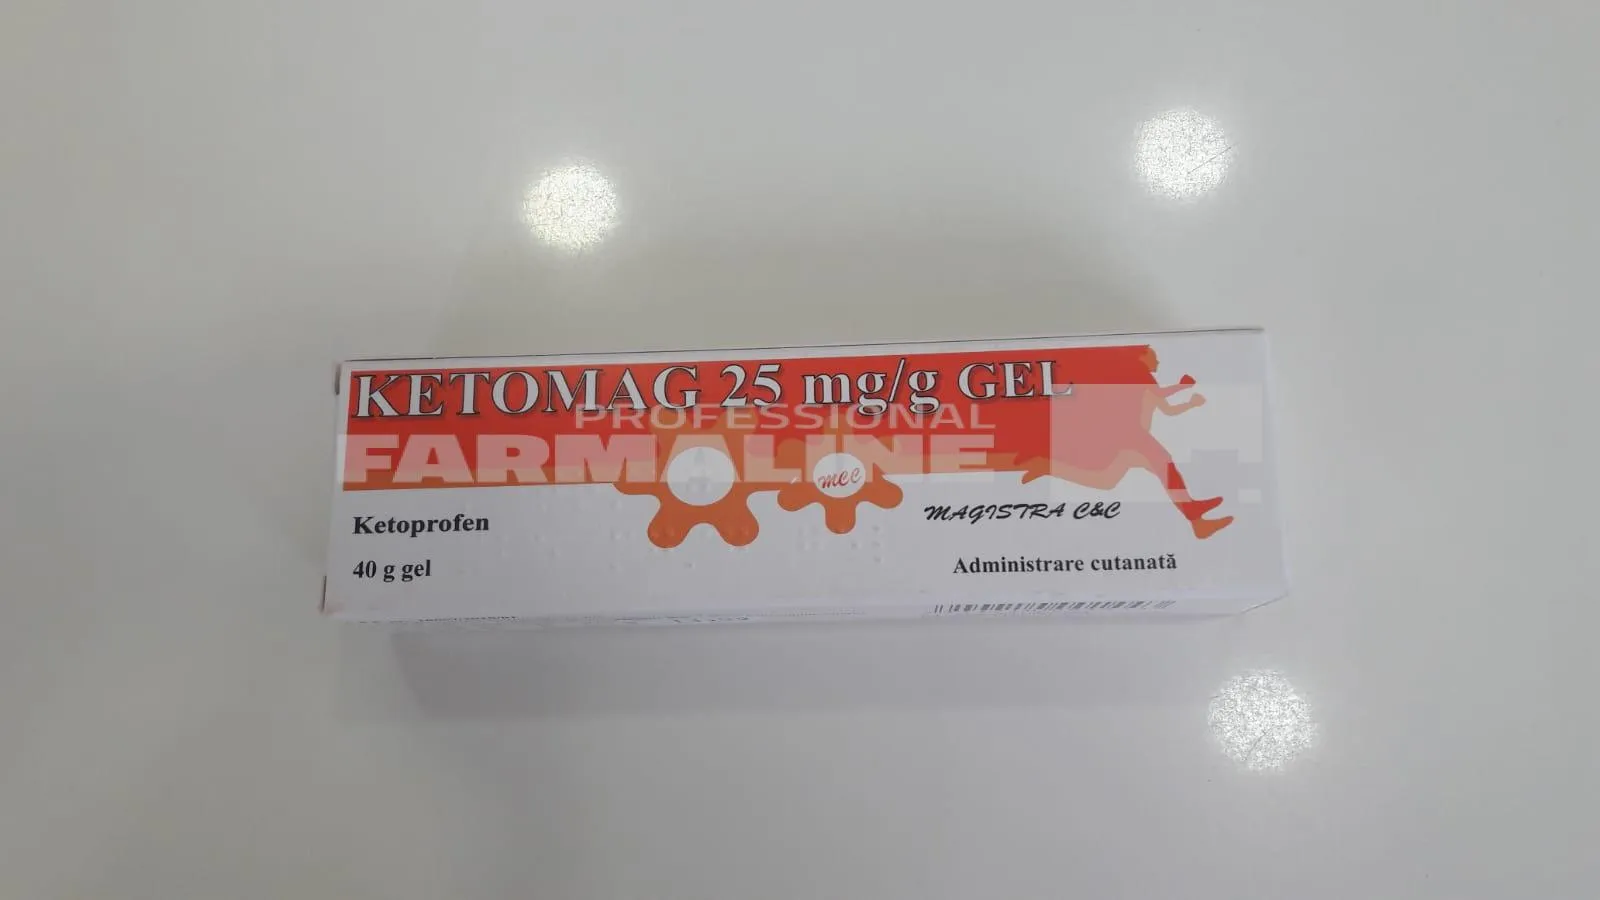 KETOMAG 25 mg/g GEL
PROFESSIONAL
FARMALINE
MCC
Ketoprofen
MAGISTRA C&C
40 g gel
Administrare cutanată